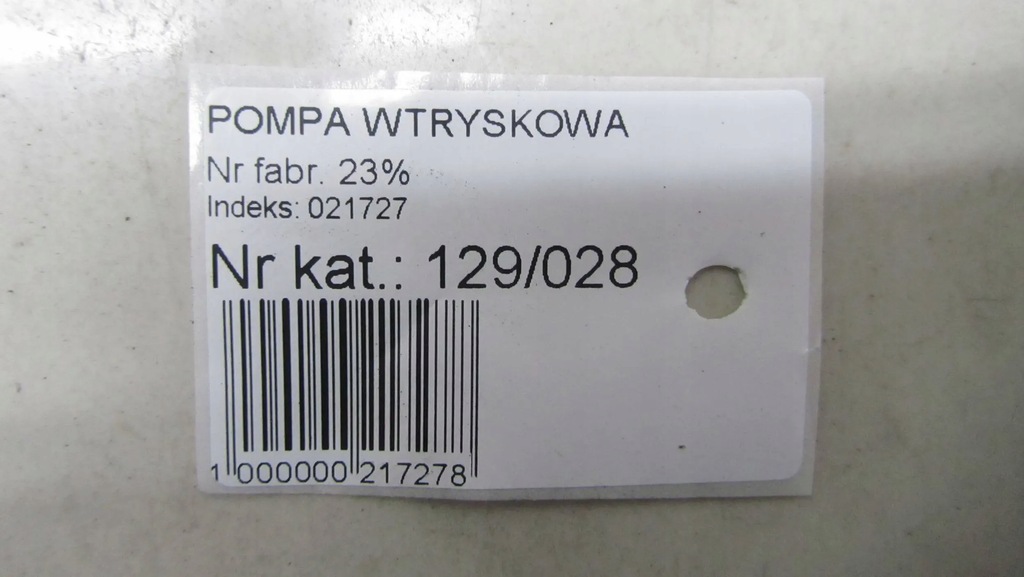 POMPA WTRYSKOWA
Nr fabr. 23%
Indeks: 021727
Nr kat.: 129/028
1 000000 217278